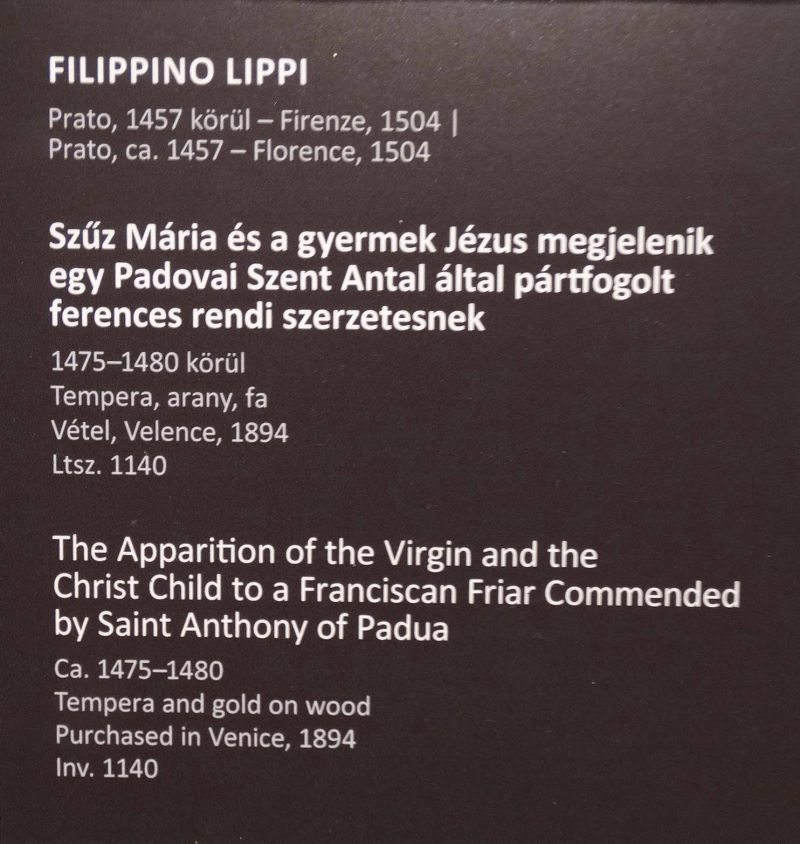 FILIPPINO LIPPI
Prato, 1457 körül – Firenze, 1504 |
Prato, ca. 1457 – Florence, 1504
Szűz Mária és a gyermek Jézus megjelenik
egy Padovai Szent Antal által pártfogolt
ferences rendi szerzetesnek
1475–1480 körül
Tempera, arany, fa
Vétel, Velence, 1894
Ltsz. 1140
The Apparition of the Virgin and the
Christ Child to a Franciscan Friar Commended
by Saint Anthony of Padua
Ca. 1475–1480
Tempera and gold on wood
Purchased in Venice, 1894
Inv. 1140